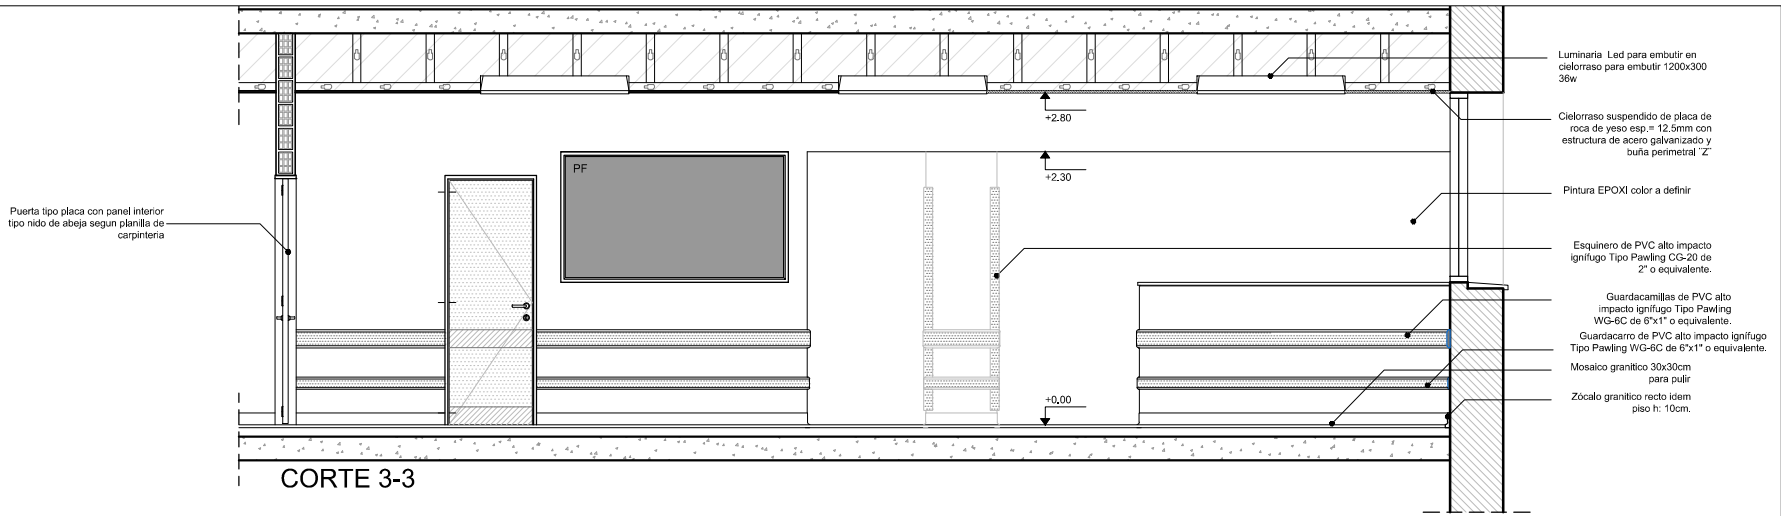 Luminaria Led para embutir en
cielorraso para embutir 1200x300
36w
+2.80
Cielorraso suspendido de placa de
roca de yeso esp.= 12.5mm con
estructura de acero galvanizado y
buña perimetral "Z"
PF
+2.30
Pintura EPOXI color a definir
Puerta tipo placa con panel interior
tipo nido de abeja segun planilla de
carpinteria
Esquinero de PVC alto impacto
ignífugo Tipo Pawling CG-20 de
2" o equivalente.
Guardacamillas de PVC alto
impacto ignífugo Tipo Pawling
WG-6C de 6"x1" o equivalente.
Guardacarro de PVC alto impacto ignífugo
Tipo Pawling WG-6C de 6"x1" o equivalente.
Mosaico granitico 30x30cm
para pulir
+0.00
Zócalo granitico recto idem
piso h: 10cm.
CORTE 3-3